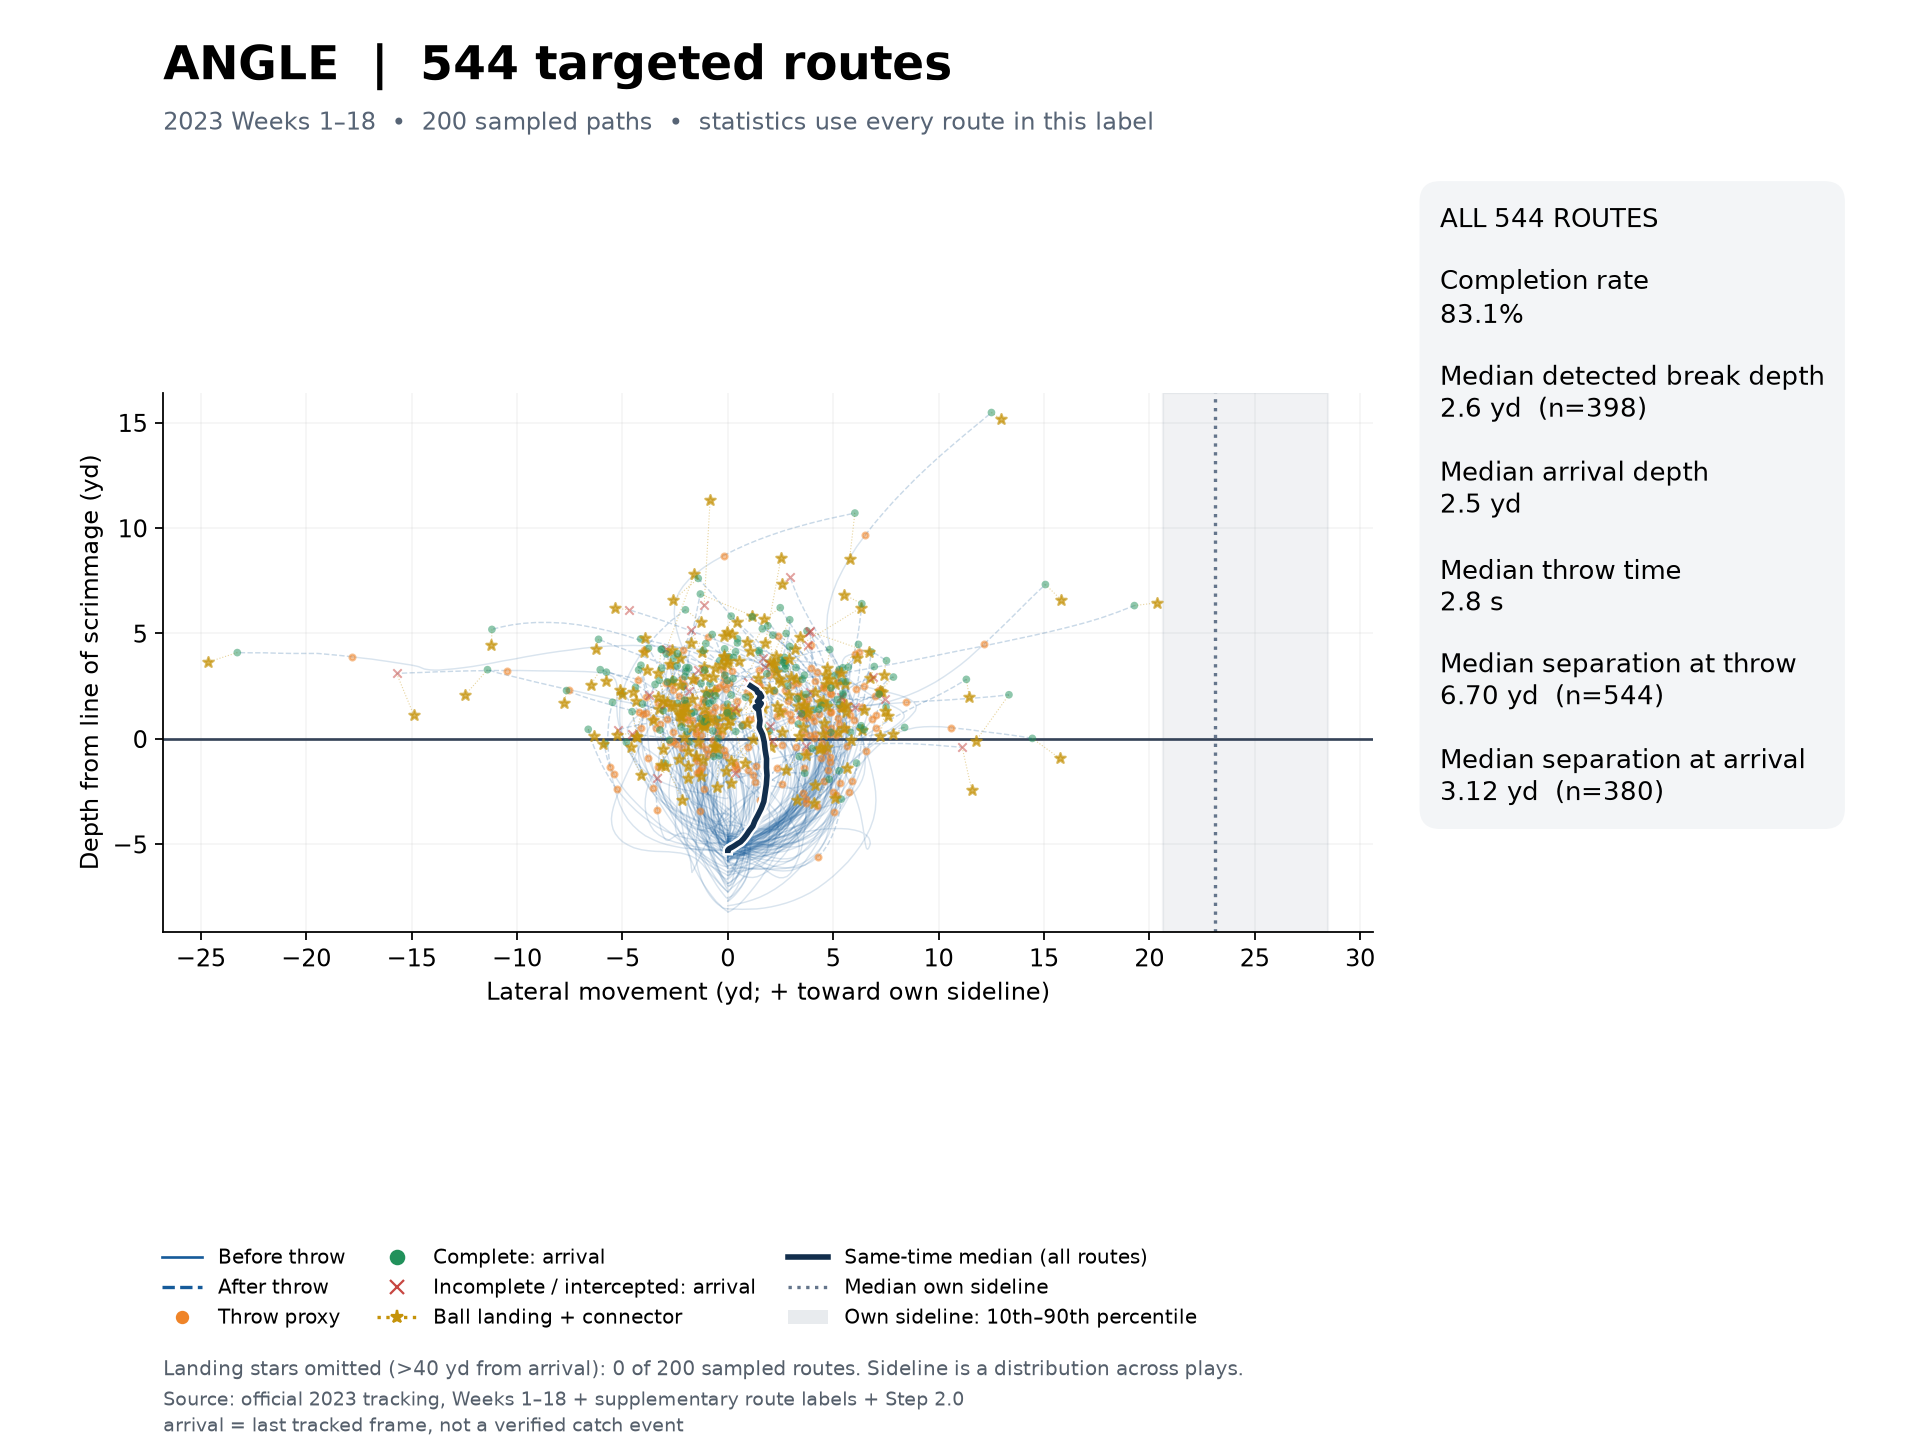 ANGLE | 544 targeted routes
2023 Weeks 1–18 • 200 sampled paths • statistics use every route in this label
ALL 544 ROUTES
Completion rate
83.1%
Median detected break depth
2.6 yd (n=398)
Median arrival depth
2.5 yd
Median throw time
2.8 s
Median separation at throw
6.70 yd (n=544)
Median separation at arrival
3.12 yd (n=380)
Depth from line of scrimmage (yd)
15
10
5
0
−5
−25 −20 −15 −10 −5 0 5 10 15 20 25 30
Lateral movement (yd; + toward own sideline)
Before throw
After throw
Throw proxy
Complete: arrival
Incomplete / intercepted: arrival
Ball landing + connector
Same-time median (all routes)
Median own sideline
Own sideline: 10th–90th percentile
Landing stars omitted (>40 yd from arrival): 0 of 200 sampled routes. Sideline is a distribution across plays.
Source: official 2023 tracking, Weeks 1–18 + supplementary route labels + Step 2.0
arrival = last tracked frame, not a verified catch event